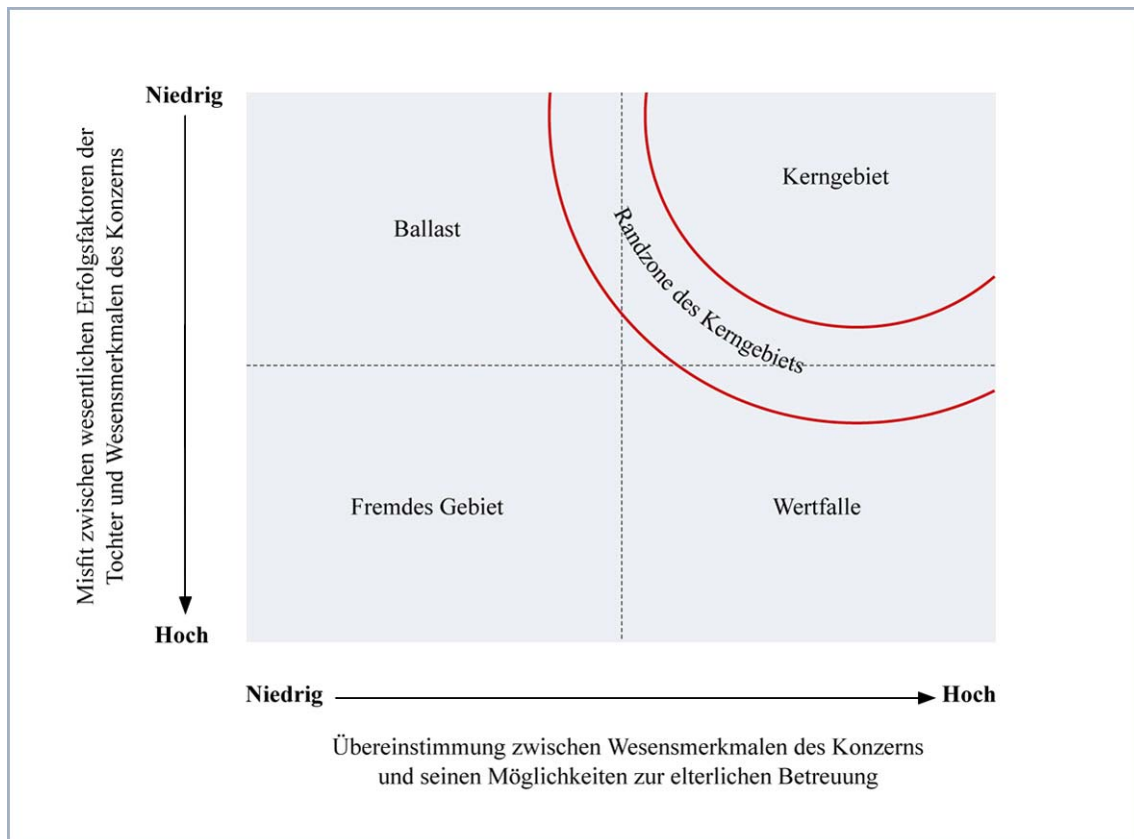 Niedrig
Misfit zwischen wesentlichen Erfolgsfaktoren der
Tochter und Wesensmerkmalen des Konzerns
Hoch
Kerngebiet
Ballast
Randzone des Kerngebiets
Fremdes Gebiet
Wertfalle
Niedrig
Hoch
Übereinstimmung zwischen Wesensmerkmalen des Konzerns
und seinen Möglichkeiten zur elterlichen Betreuung